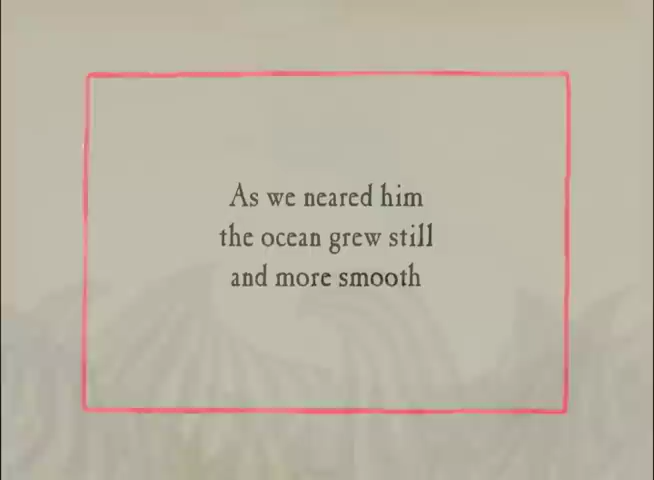 As we neared him
the ocean grew still
and more smooth